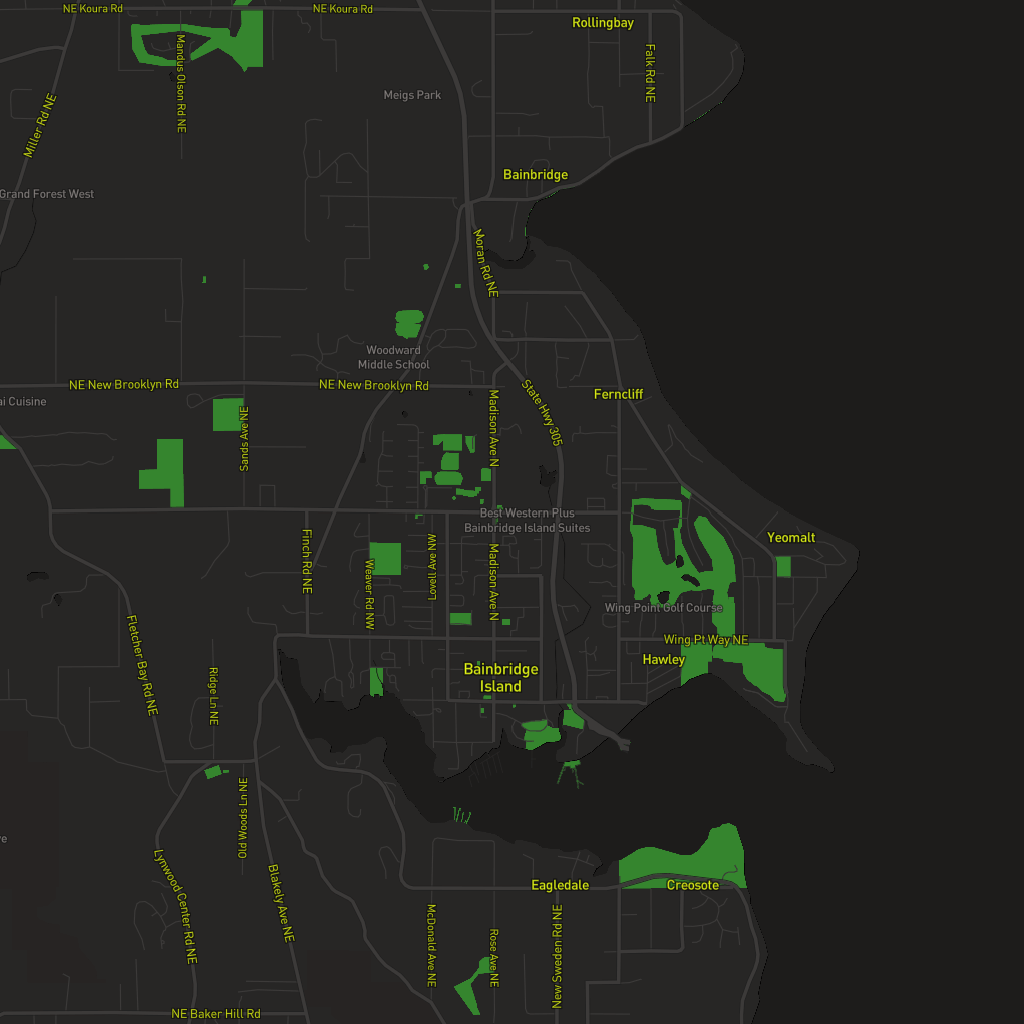 NE Koura Rd
NE Koura Rd
Rollingbay
Mandus Olson Rd NE
Falk Rd NE
Meigs Park
Miller Rd NE
Bainbridge
Grand Forest West
Moran Rd NE
Woodward
Middle School
NE New Brooklyn Rd
NE New Brooklyn Rd
State Hwy 305
Ferncliff
ai Cuisine
Sands Ave NE
Madison Ave N
Best Western Plus
Bainbridge Island Suites
Yeomalt
Finch Rd NE
Weaver Rd NW
Lovell Ave NW
Madison Ave N
Wing Point Golf Course
Wing Pt Way NE
Fletcher Bay Rd NE
Hawley
Bainbridge
Island
Ridge Ln NE
Old Woods Ln NE
Lynwood Center Rd NE
Blakely Ave NE
Eagledale
Creosote
McDonald Ave NE
Rose Ave NE
New Sweden Rd NE
NE Baker Hill Rd